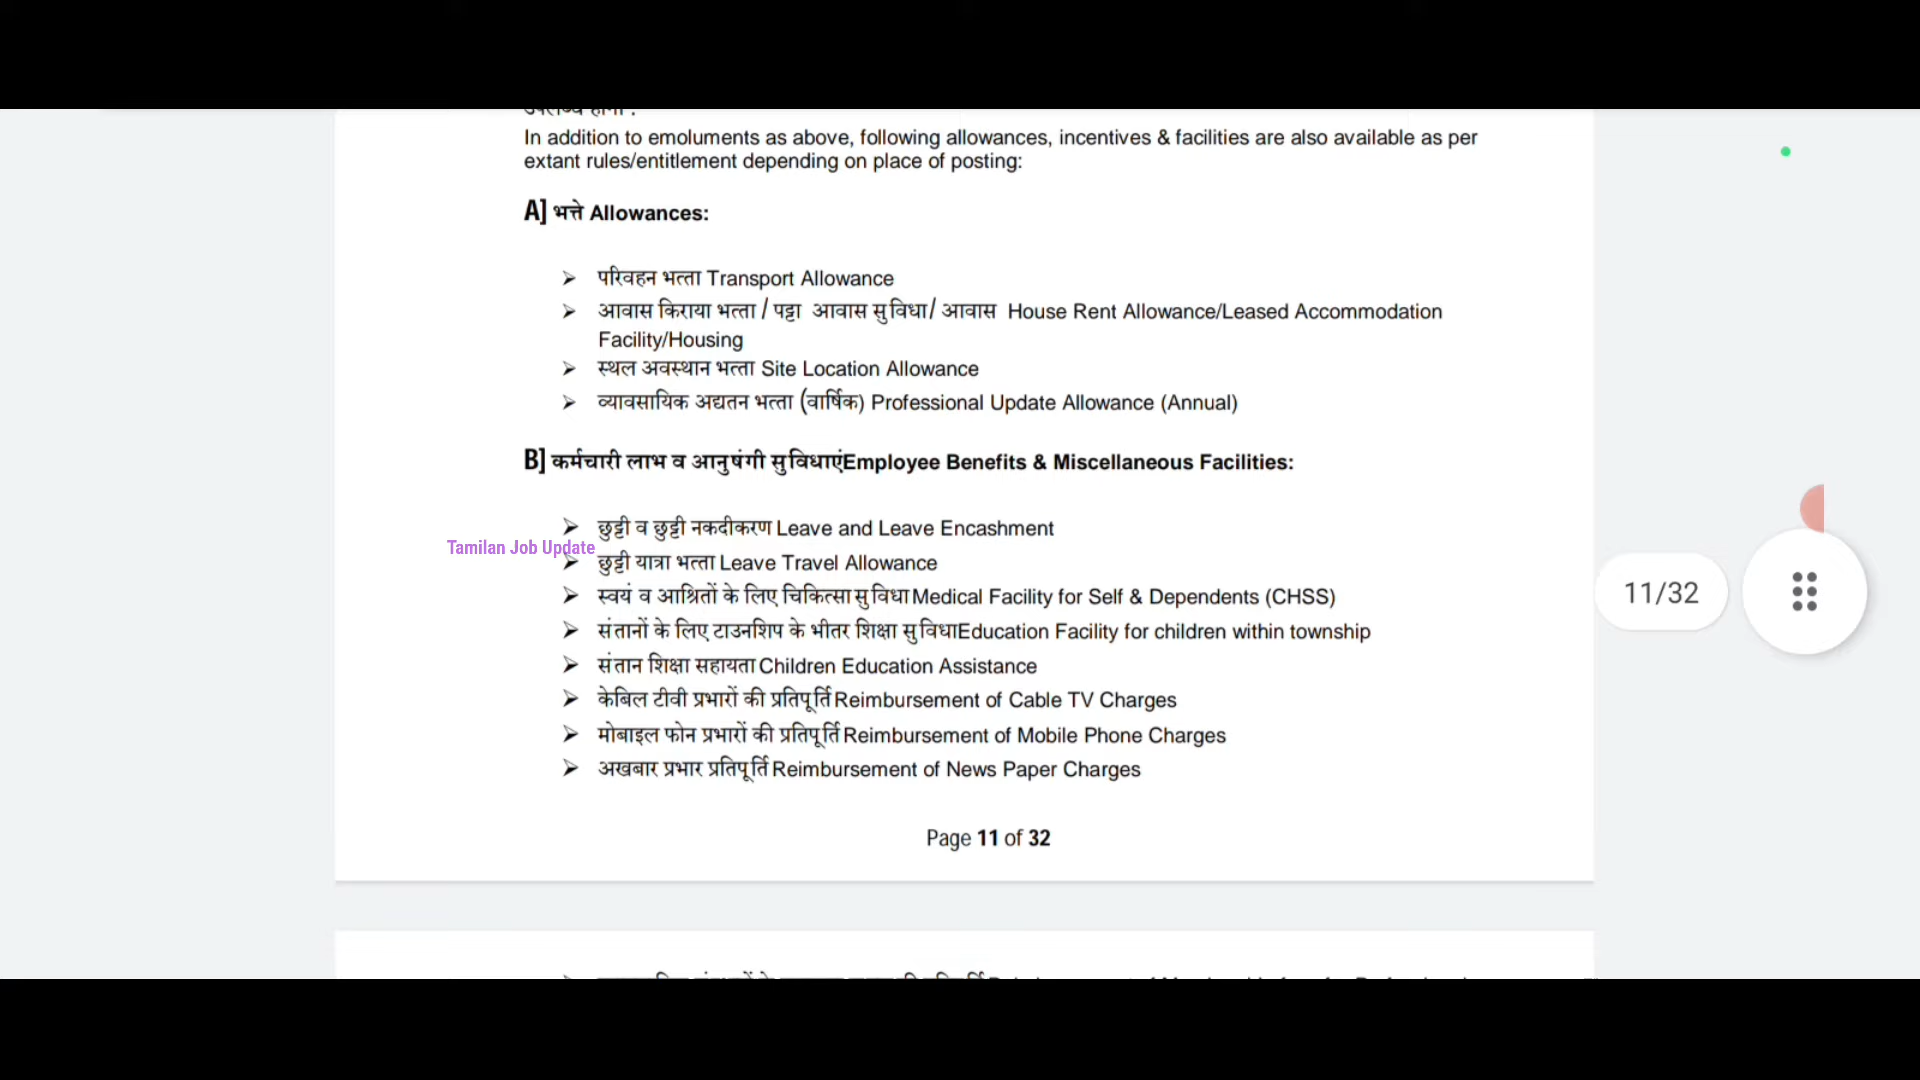 In addition to emoluments as above, following allowances, incentives & facilities are also available as per
extant rules/entitlement depending on place of posting:
A] भत्ते Allowances:
➢ परिवहन भत्ता Transport Allowance
➢ आवास किराया भत्ता / पट्टा आवास सुविधा/ आवास House Rent Allowance/Leased Accommodation
Facility/Housing
➢ स्थल अवस्थान भत्ता Site Location Allowance
➢ व्यावसायिक अद्यतन भत्ता (वार्षिक) Professional Update Allowance (Annual)
B] कर्मचारी लाभ व आनुषंगी सुविधाएंEmployee Benefits & Miscellaneous Facilities:
➢ छुट्टी व छुट्टी नकदीकरण Leave and Leave Encashment
Tamilan Job Update
➢ छुट्टी यात्रा भत्ता Leave Travel Allowance
➢ स्वयं व आश्रितों के लिए चिकित्सा सुविधा Medical Facility for Self & Dependents (CHSS)
11/32
➢ संतानों के लिए टाउनशिप के भीतर शिक्षा सुविधाEducation Facility for children within township
➢ संतान शिक्षा सहायता Children Education Assistance
➢ केबिल टीवी प्रभारों की प्रतिपूर्ति Reimbursement of Cable TV Charges
➢ मोबाइल फोन प्रभारों की प्रतिपूर्ति Reimbursement of Mobile Phone Charges
➢ अखबार प्रभार प्रतिपूर्ति Reimbursement of News Paper Charges
Page 11 of 32